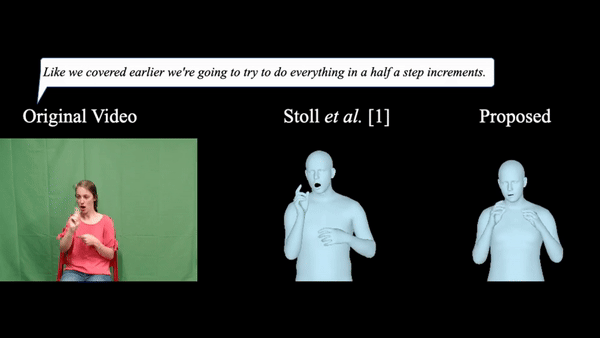 Like we covered earlier we're going to try to do everything in a half a step increments.
Original Video
Stoll et al. [1]
Proposed